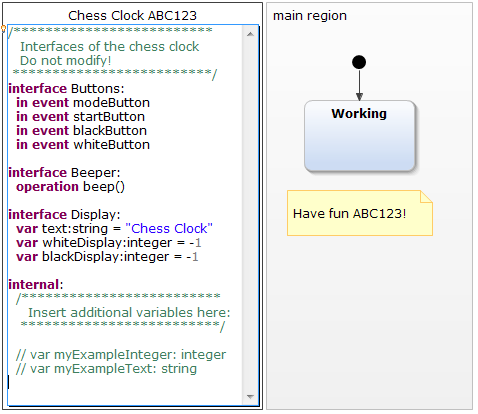 Chess Clock ABC123
/************************
Interfaces of the chess clock
Do not modify!
************************/
interface Buttons:
in event modeButton
in event startButton
in event blackButton
in event whiteButton
interface Beeper:
operation beep()
interface Display:
var text:string = "Chess Clock"
var whiteDisplay:integer = -1
var blackDisplay:integer = -1
internal:
/************************
Insert additional variables here:
************************/
// var myExampleInteger: integer
// var myExampleText: string
main region
Working
Have fun ABC123!